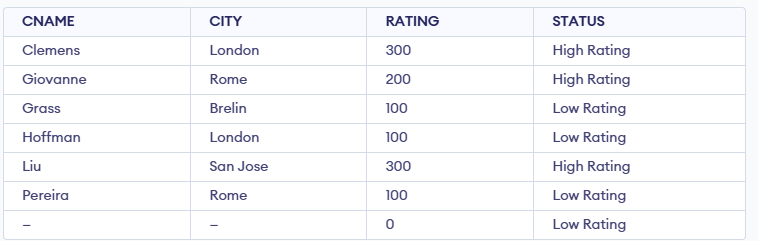 CNAME CITY RATING STATUS
Clemens London 300 High Rating
Giovanne Rome 200 High Rating
Grass Brelin 100 Low Rating
Hoffman London 100 Low Rating
Liu San Jose 300 High Rating
Pereira Rome 100 Low Rating
– – 0 Low Rating